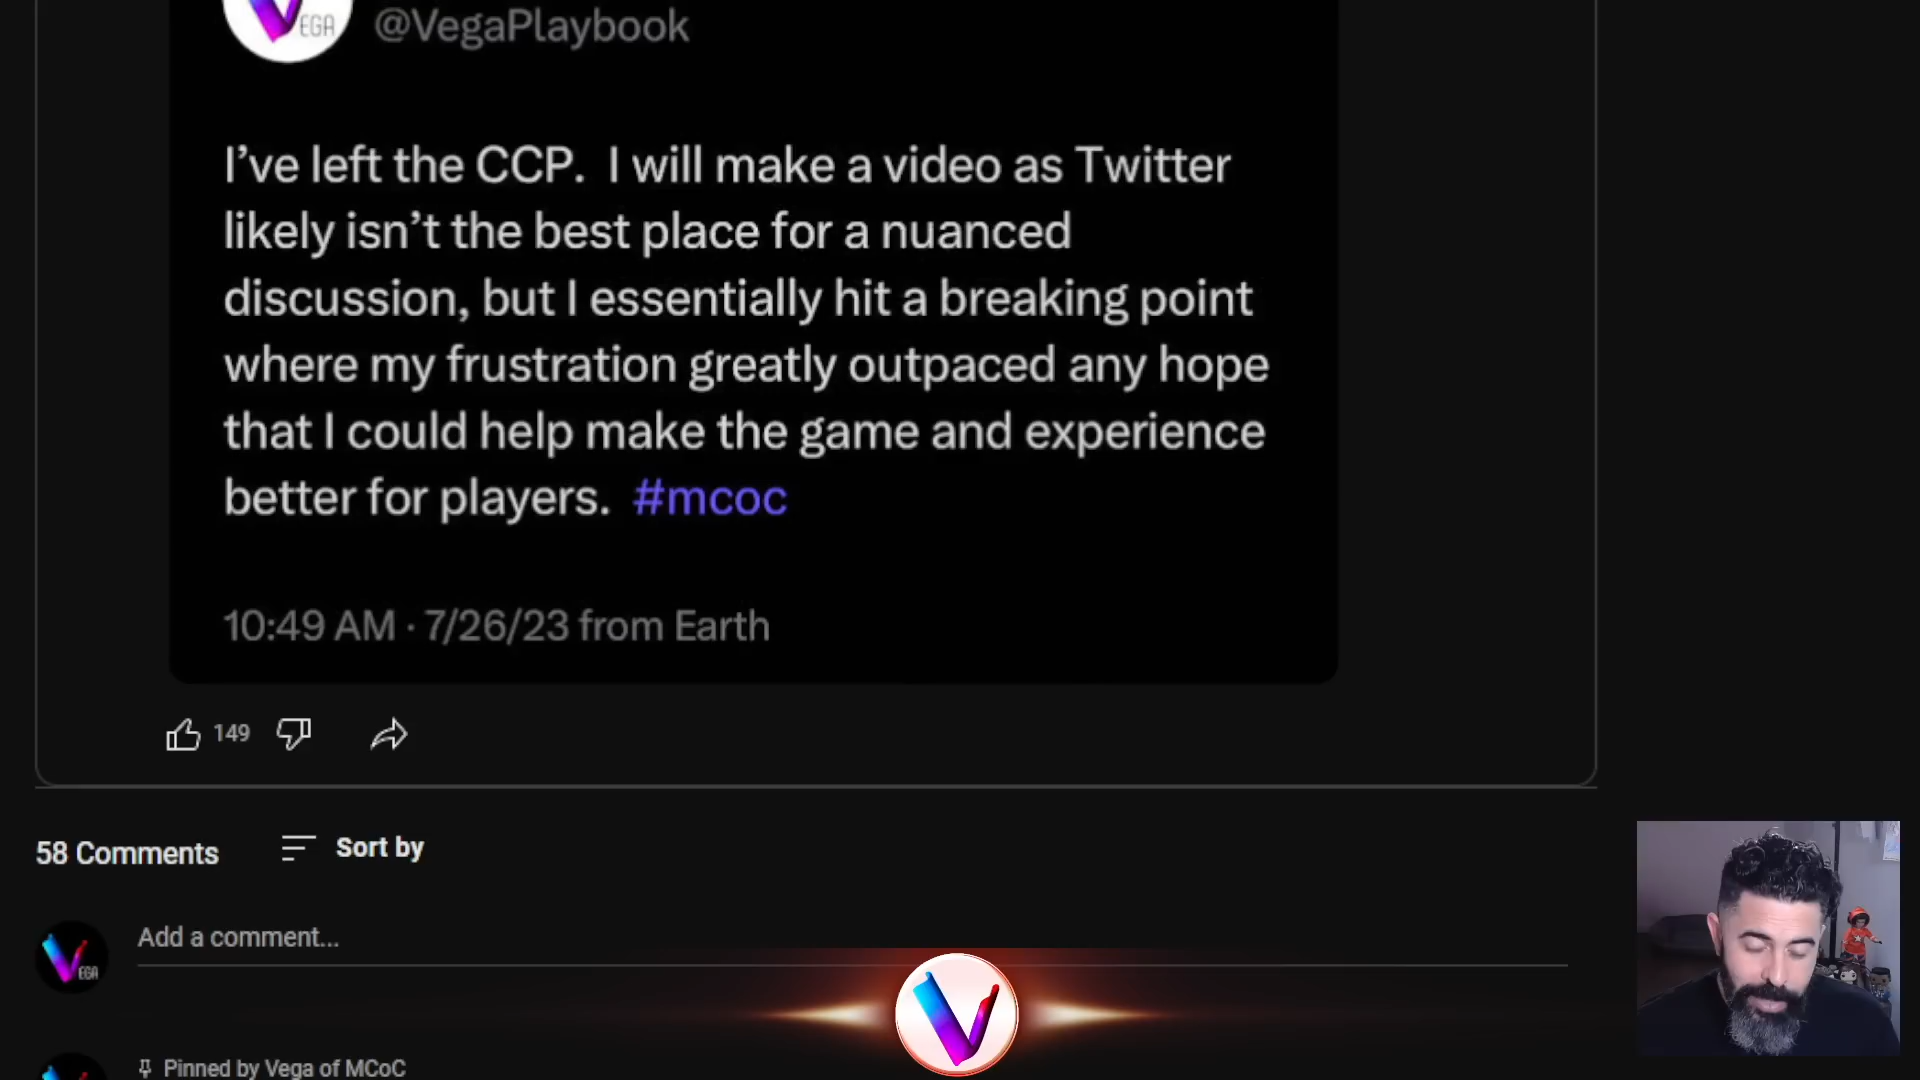 EGA
@VegaPlaybook
I’ve left the CCP. I will make a video as Twitter
likely isn’t the best place for a nuanced
discussion, but I essentially hit a breaking point
where my frustration greatly outpaced any hope
that I could help make the game and experience
better for players. #mcoc
10:49 AM · 7/26/23 from Earth
149
58 Comments
Sort by
Add a comment...
EGA
Pinned by Vega of MCoC